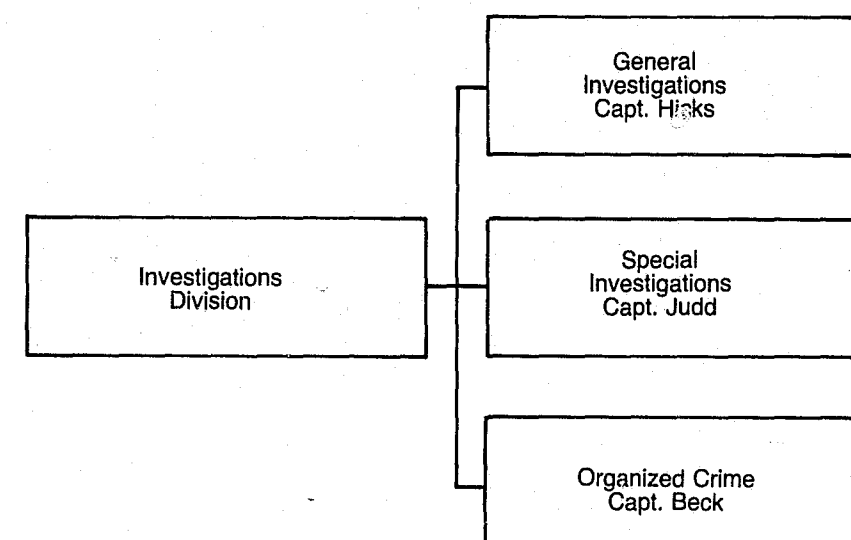 General
Investigations
Capt. Hicks
Investigations
Division
Special
Investigations
Capt. Judd
Organized Crime
Capt. Beck